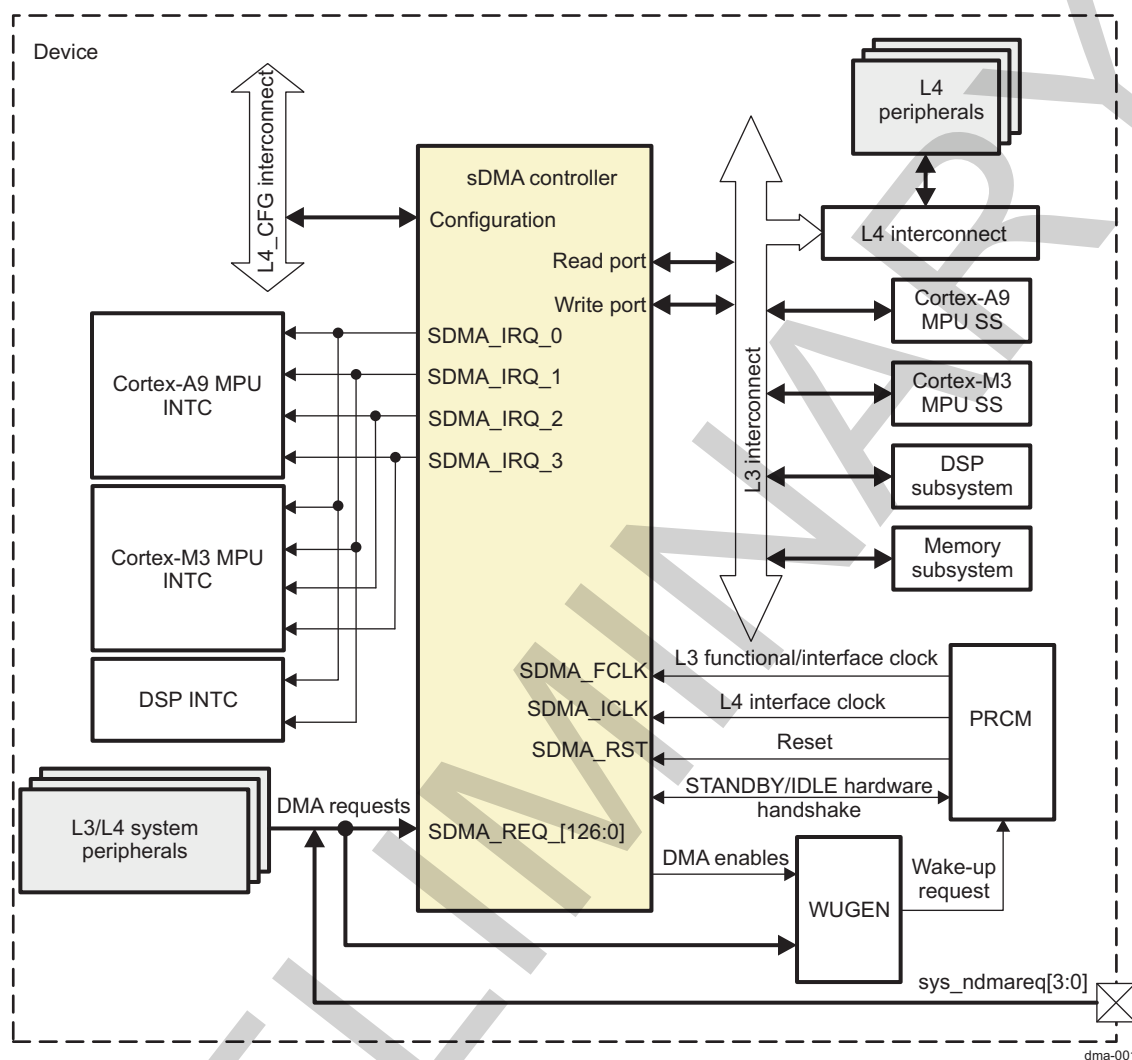 Device
L4_CFG interconnect
L4
peripherals
sDMA controller
Configuration
Read port
Write port
L3 interconnect
L4 interconnect
Cortex-A9
MPU SS
Cortex-M3
MPU SS
DSP
subsystem
Memory
subsystem
SDMA_IRQ_0
SDMA_IRQ_1
SDMA_IRQ_2
SDMA_IRQ_3
Cortex-A9 MPU
INTC
Cortex-M3 MPU
INTC
DSP INTC
SDMA_FCLK
L3 functional/interface clock
SDMA_ICLK
L4 interface clock
SDMA_RST
Reset
STANDBY/IDLE hardware
handshake
PRCM
L3/L4 system
peripherals
DMA requests
SDMA_REQ_[126:0]
DMA enables
WUGEN
Wake-up
request
sys_ndmareq[3:0]
dma-001